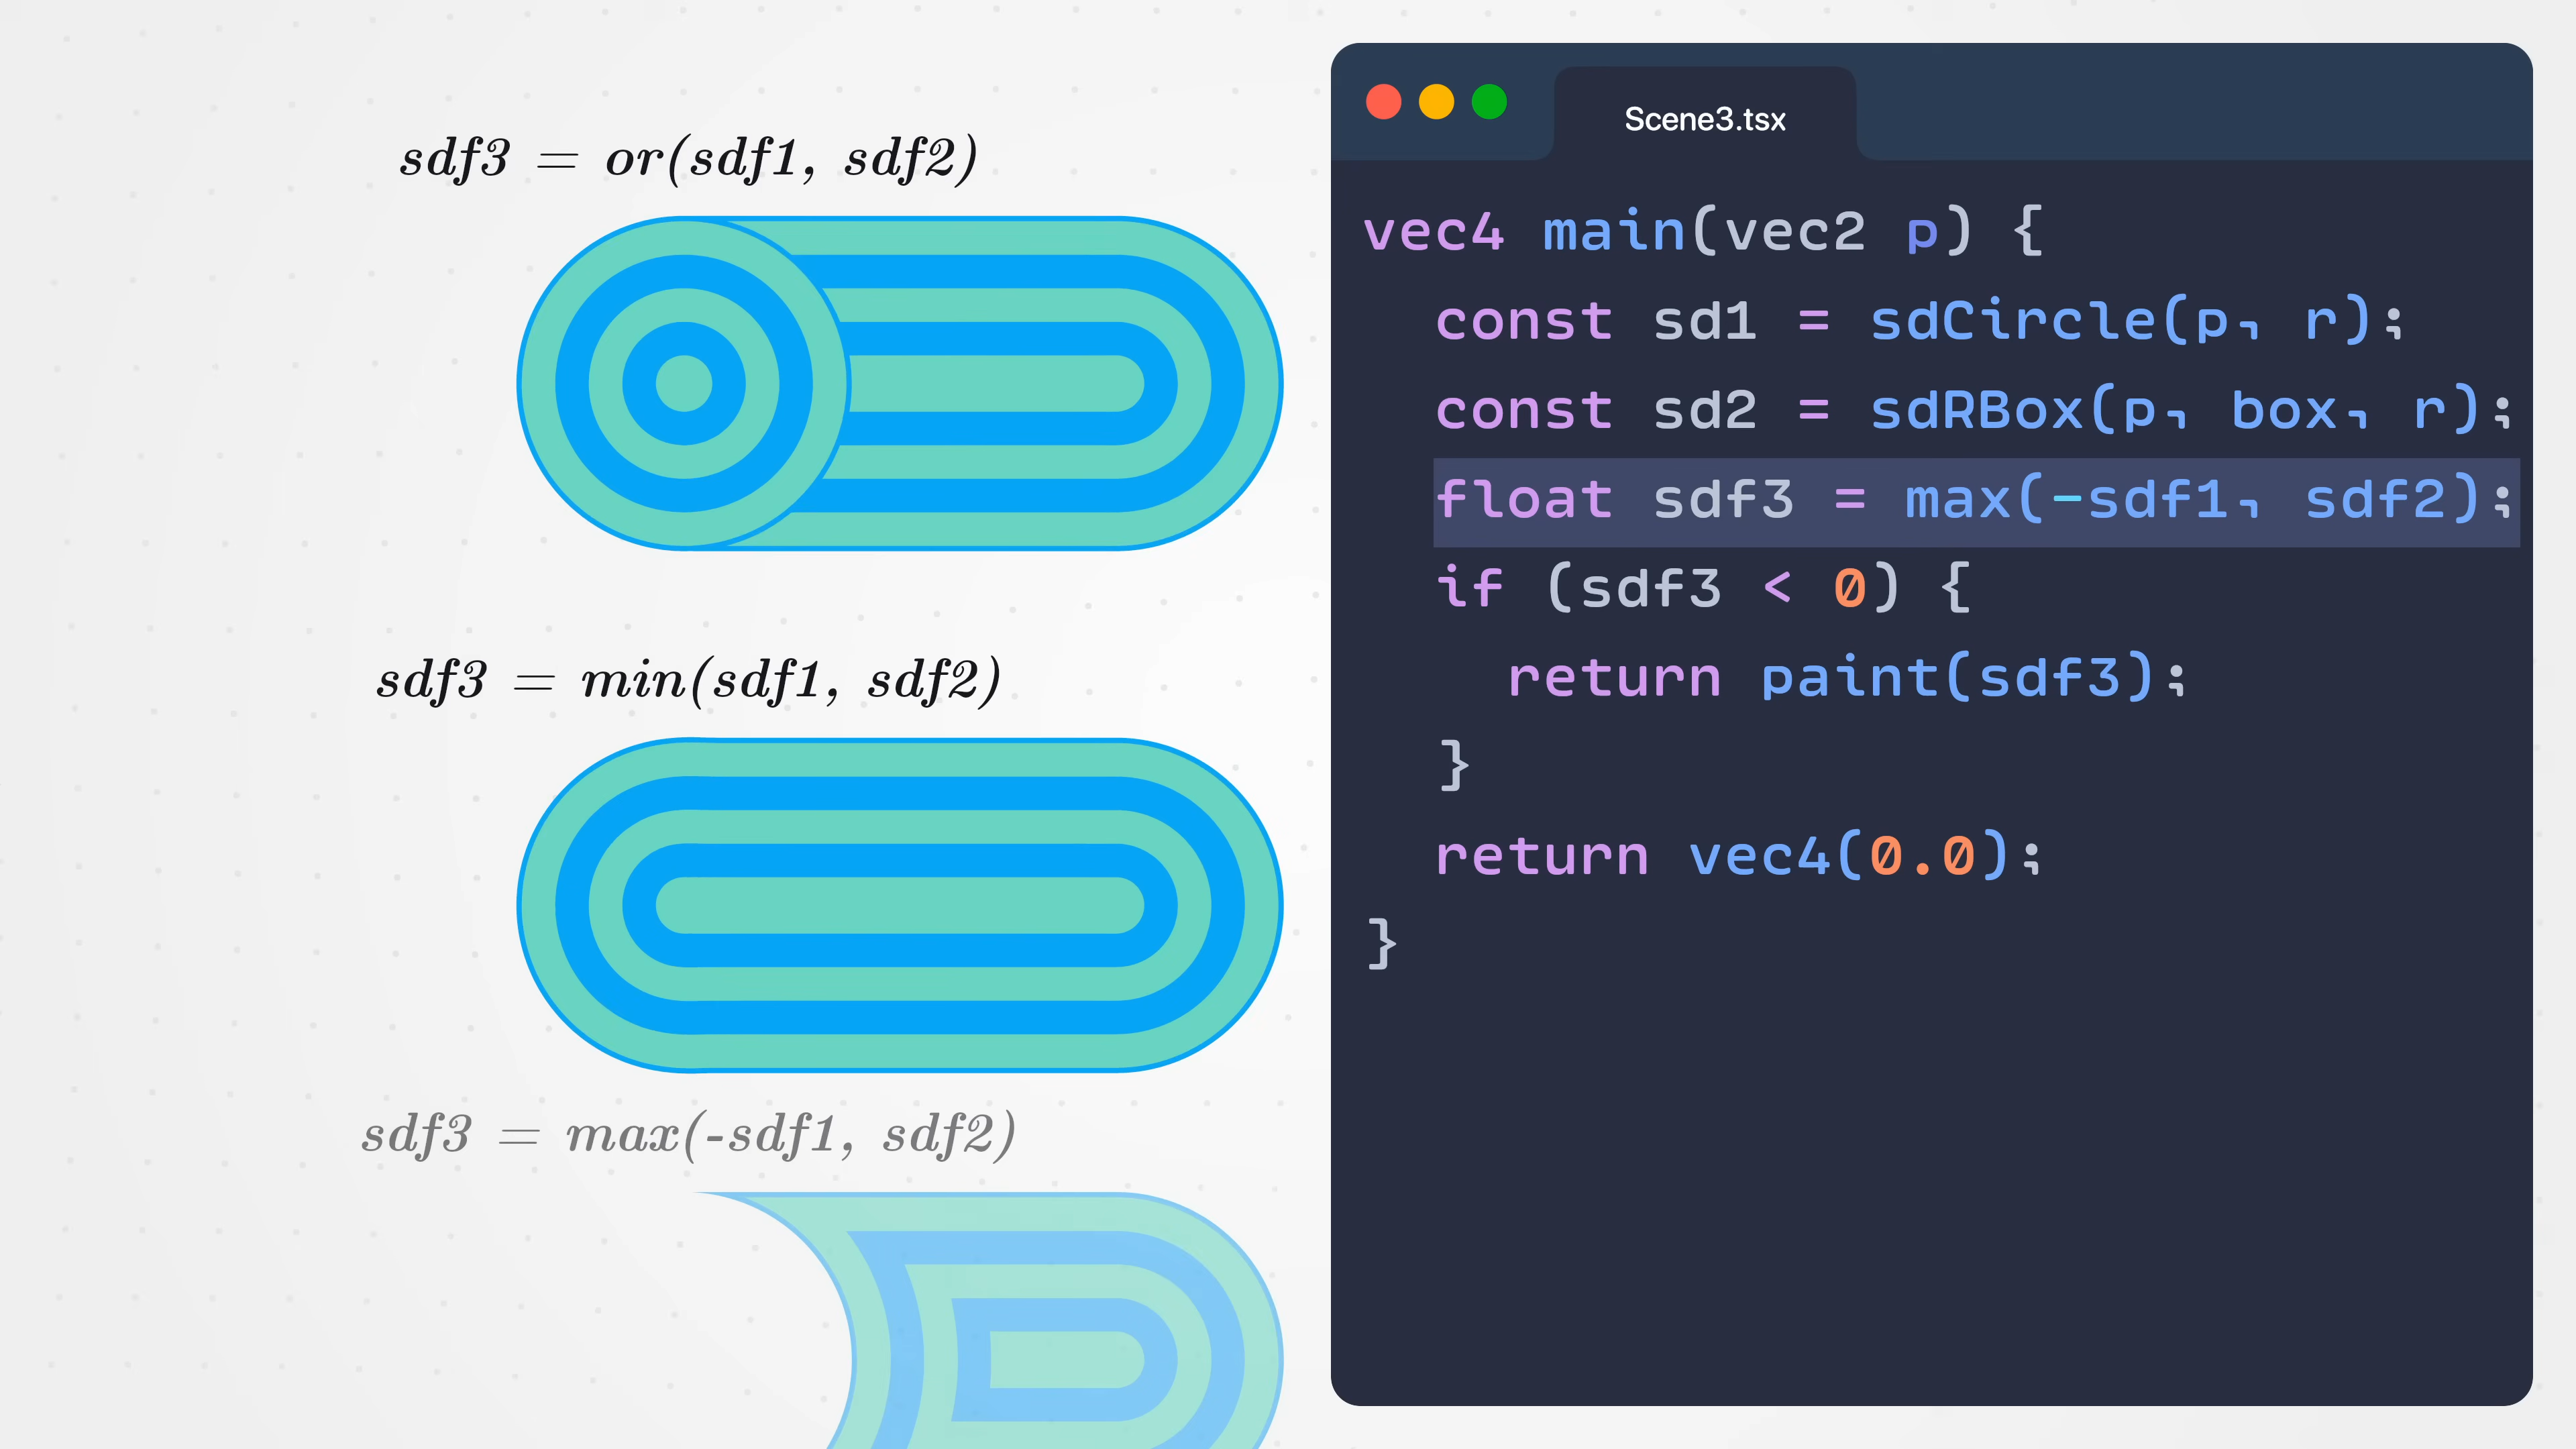 sdf3 = or(sdf1, sdf2)
sdf3 = min(sdf1, sdf2)
sdf3 = max(-sdf1, sdf2)
Scene3.tsx
vec4 main(vec2 p) {
const sd1 = sdCircle(p, r);
const sd2 = sdRBox(p, box, r);
float sdf3 = max(-sdf1, sdf2);
if (sdf3 < 0) {
return paint(sdf3);
}
return vec4(0.0);
}